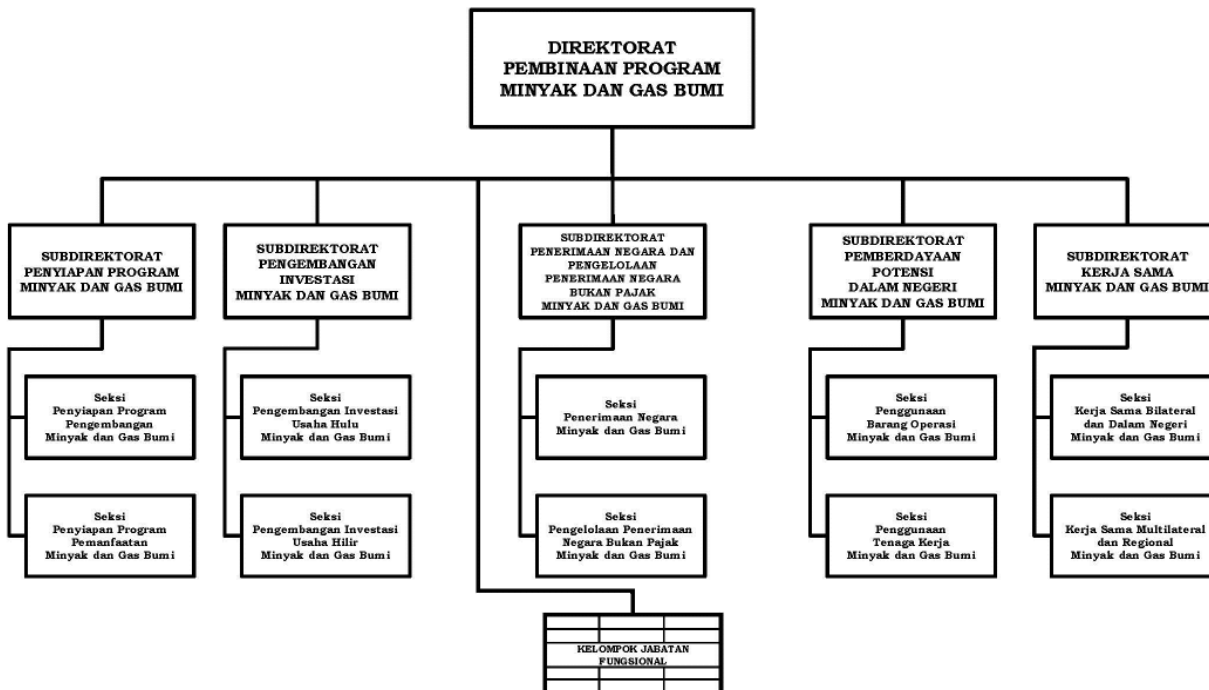 DIREKTORAT
PEMBINAAN PROGRAM
MINYAK DAN GAS BUMI
SUBDIREKTORAT
PENYIAPAN PROGRAM
MINYAK DAN GAS BUMI
SUBDIREKTORAT
PENGEMBANGAN
INVESTASI
MINYAK DAN GAS BUMI
SUBDIREKTORAT
PENERIMAAN NEGARA DAN
PENGELOLAAN
PENERIMAAN NEGARA
BUKAN PAJAK
MINYAK DAN GAS BUMI
SUBDIREKTORAT
PEMBERDAYAAN
POTENSI
DALAM NEGERI
MINYAK DAN GAS BUMI
SUBDIREKTORAT
KERJA SAMA
MINYAK DAN GAS BUMI
Seksi
Penyiapan Program
Pengembangan
Minyak dan Gas Bumi
Seksi
Pengembangan Investasi
Usaha Hulu
Minyak dan Gas Bumi
Seksi
Penerimaan Negara
Minyak dan Gas Bumi
Seksi
Penggunaan
Barang Operasi
Minyak dan Gas Bumi
Seksi
Kerja Sama Bilateral
dan Dalam Negeri
Minyak dan Gas Bumi
Seksi
Penyiapan Program
Pemanfaatan
Minyak dan Gas Bumi
Seksi
Pengembangan Investasi
Usaha Hilir
Minyak dan Gas Bumi
Seksi
Pengelolaan Penerimaan
Negara Bukan Pajak
Minyak dan Gas Bumi
Seksi
Penggunaan
Tenaga Kerja
Minyak dan Gas Bumi
Seksi
Kerja Sama Multilateral
dan Regional
Minyak dan Gas Bumi
KELOMPOK JABATAN
FUNGSIONAL